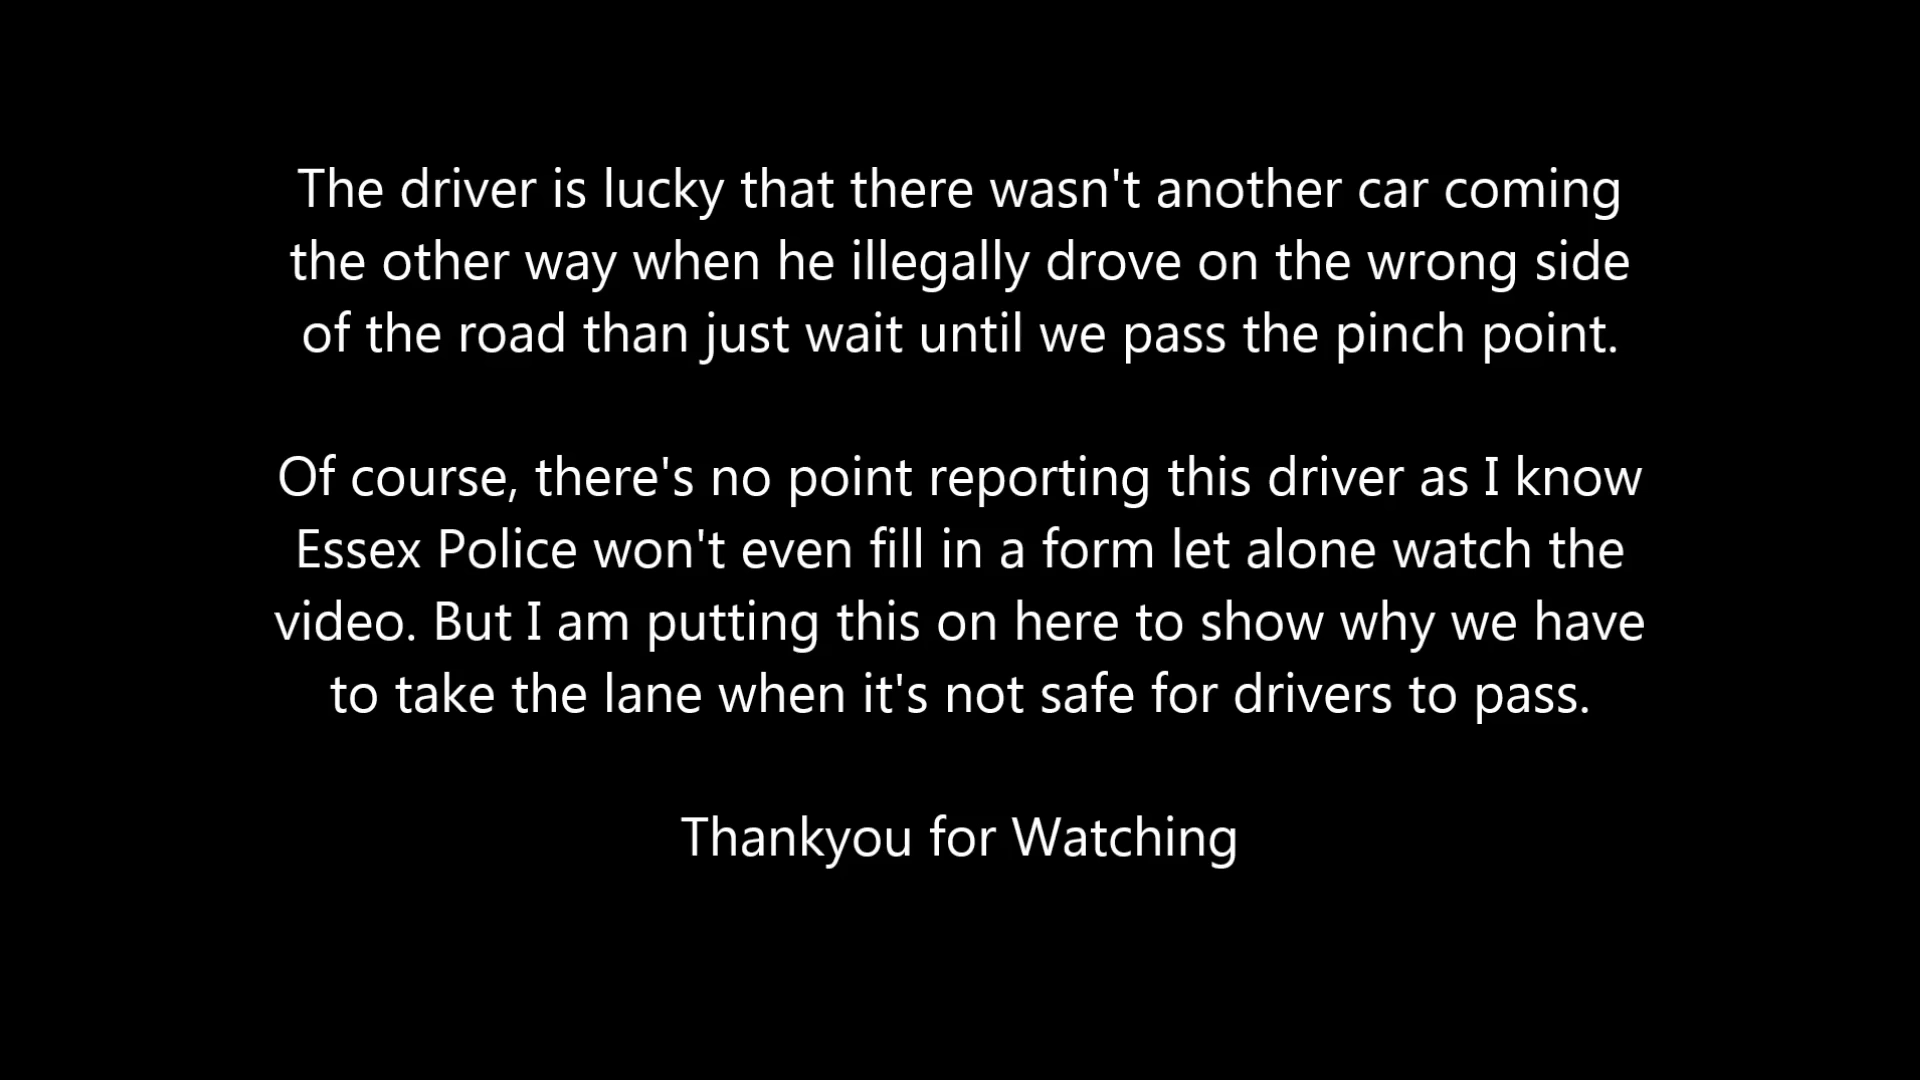 The driver is lucky that there wasn't another car coming
the other way when he illegally drove on the wrong side
of the road than just wait until we pass the pinch point.
Of course, there's no point reporting this driver as I know
Essex Police won't even fill in a form let alone watch the
video. But I am putting this on here to show why we have
to take the lane when it's not safe for drivers to pass.
Thankyou for Watching